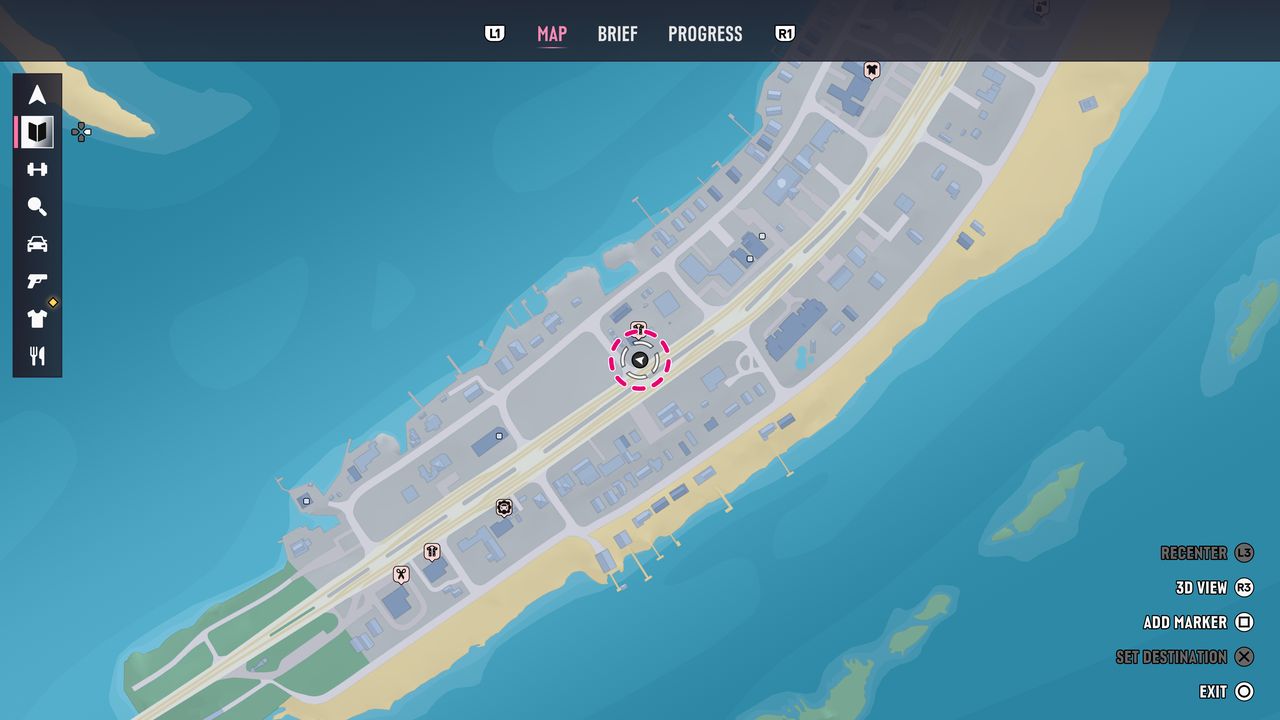 L1 MAP BRIEF PROGRESS R1
RECENTER L3
3D VIEW R3
ADD MARKER
SET DESTINATION
EXIT